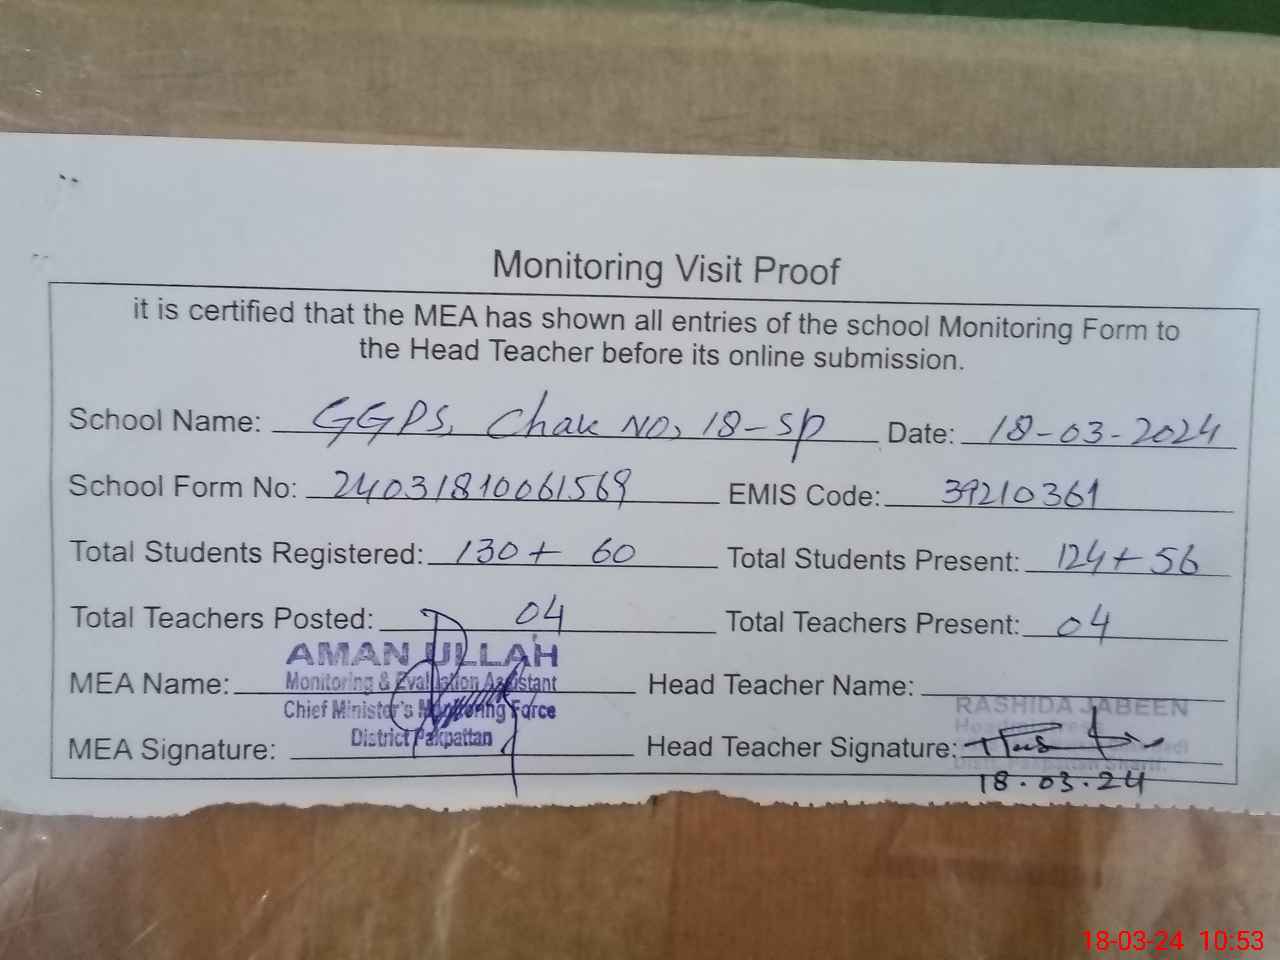 Monitoring Visit Proof
it is certified that the MEA has shown all entries of the school Monitoring Form to
the Head Teacher before its online submission.
School Name: GGPS, Chak NO, 18-SP Date: 18-03-2024
School Form No: 24031810061569 EMIS Code: 39210361
Total Students Registered: 130+ 60 Total Students Present: 124+56
Total Teachers Posted: 04 Total Teachers Present: 04
AMAN ULLAH
MEA Name: Monitoring & Evaluation Assistant Head Teacher Name:
Chief Minister's Monitoring Force RASHIDA JABEEN
District Pakpattan
MEA Signature: Head Teacher Signature:
18.03.24
18-03-24 10:53